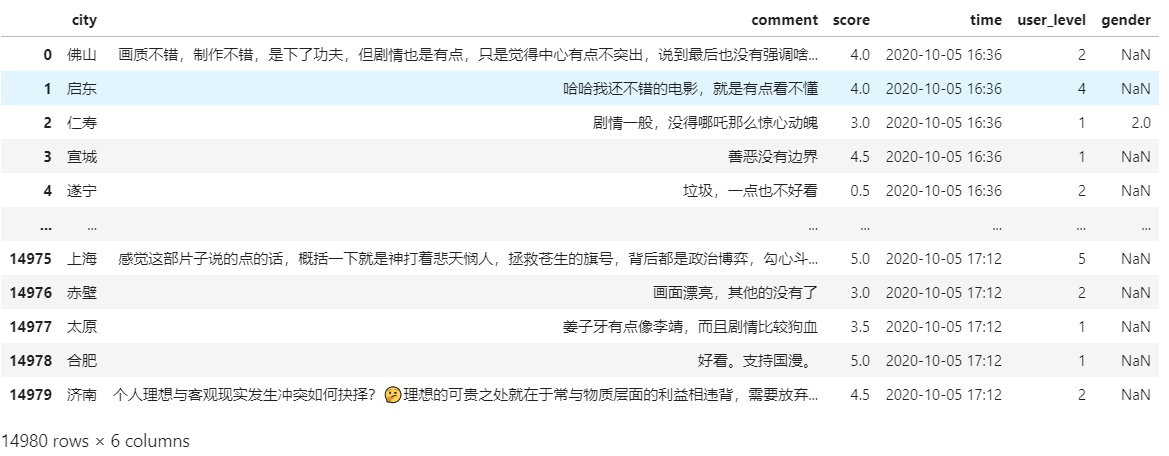 city comment score time user_level gender
0 佛山 画质不错，制作不错，是下了功夫，但剧情也是有点，只是觉得中心有点不突出，说到最后也没有强调啥... 4.0 2020-10-05 16:36 2 NaN
1 启东 哈哈我还不错的电影，就是有点看不懂 4.0 2020-10-05 16:36 4 NaN
2 仁寿 剧情一般，没得哪吒那么惊心动魄 3.0 2020-10-05 16:36 1 2.0
3 宣城 善恶没有边界 4.5 2020-10-05 16:36 1 NaN
4 遂宁 垃圾，一点也不好看 0.5 2020-10-05 16:36 2 NaN
... ... ... ... ... ... ...
14975 上海 感觉这部片子说的点的话，概括一下就是神打着悲天悯人，拯救苍生的旗号，背后都是政治博弈，勾心斗... 5.0 2020-10-05 17:12 5 NaN
14976 赤壁 画面漂亮，其他的没有了 3.0 2020-10-05 17:12 2 NaN
14977 太原 姜子牙有点像李靖，而且剧情比较狗血 3.5 2020-10-05 17:12 1 NaN
14978 合肥 好看。支持国漫。 5.0 2020-10-05 17:12 1 NaN
14979 济南 个人理想与客观现实发生冲突如何抉择？🤔理想的可贵之处就在于常与物质层面的利益相违背，需要放弃... 4.5 2020-10-05 17:12 2 NaN
14980 rows × 6 columns